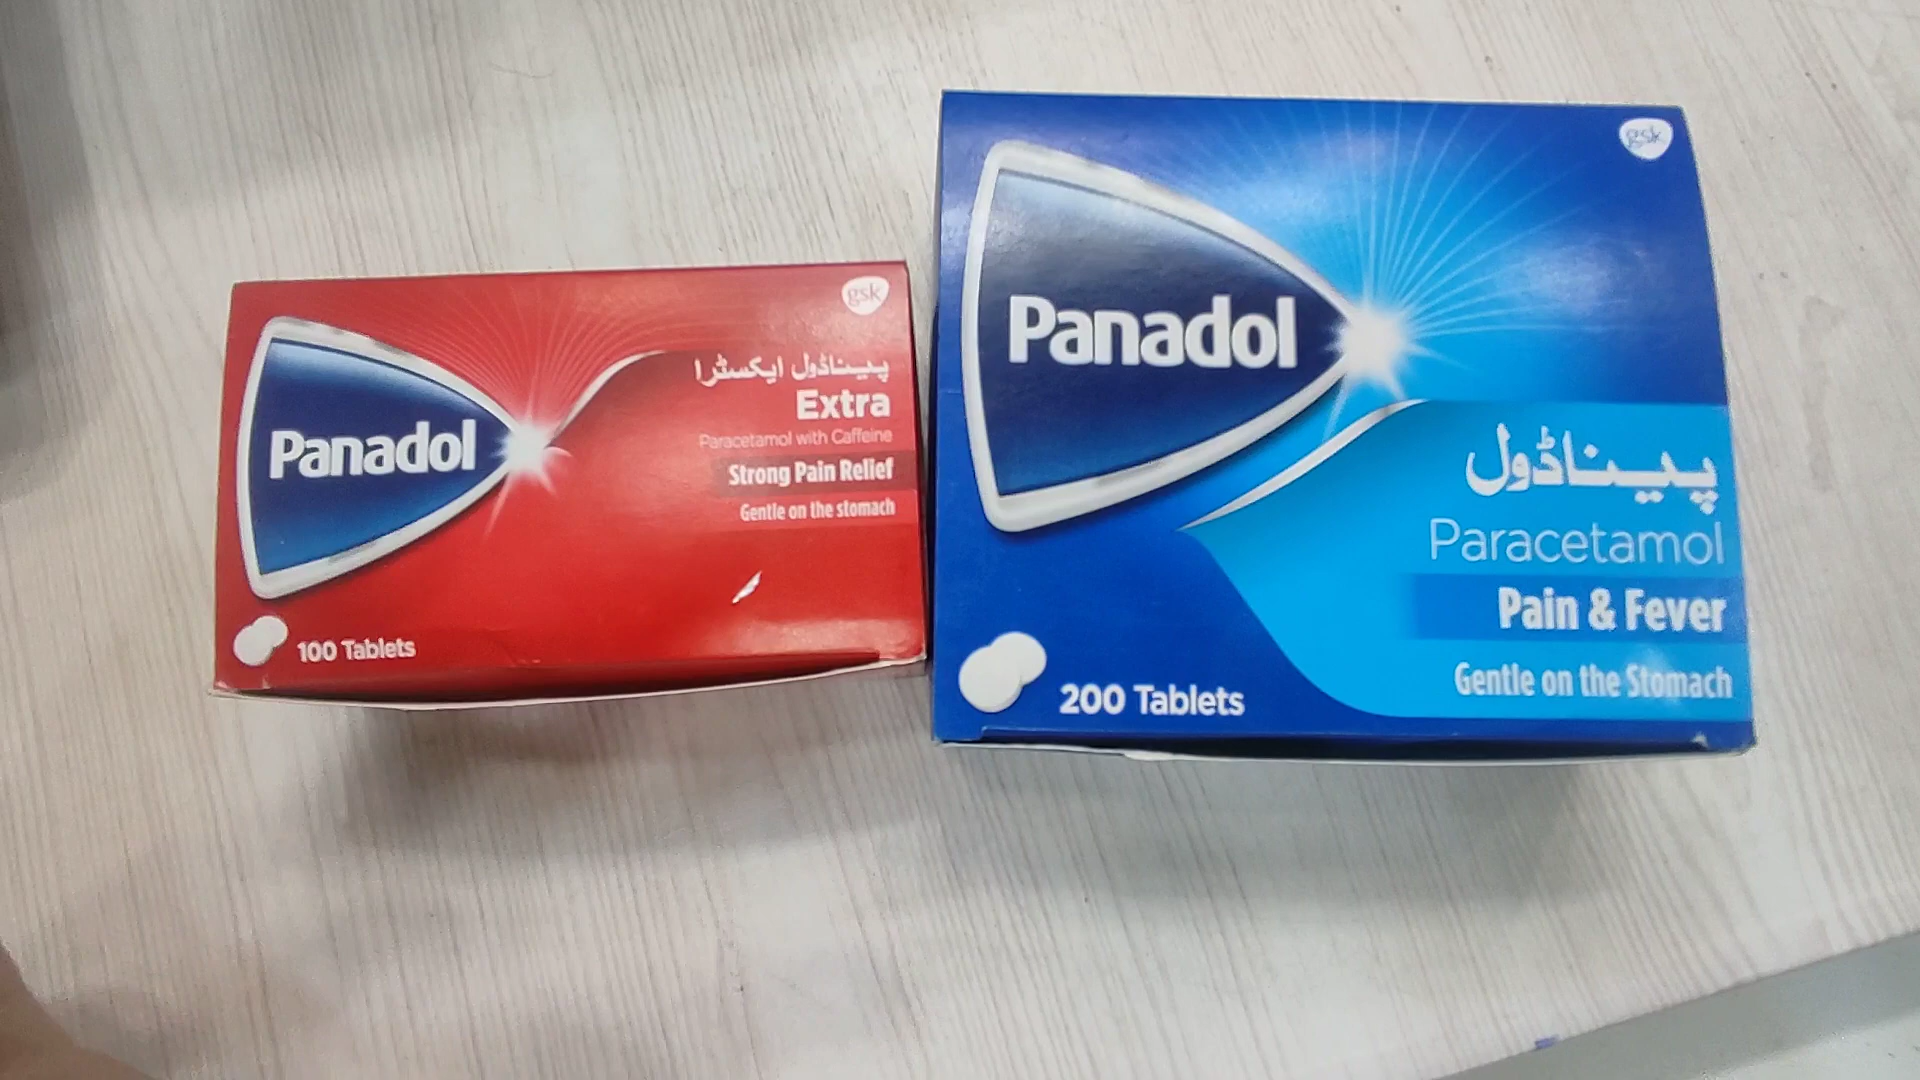 gsk
Panadol
پیناڈول ایکسٹرا
Extra
Paracetamol with Caffeine
Strong Pain Relief
Gentle on the stomach
100 Tablets
gsk
Panadol
پیناڈول
Paracetamol
Pain & Fever
Gentle on the Stomach
200 Tablets